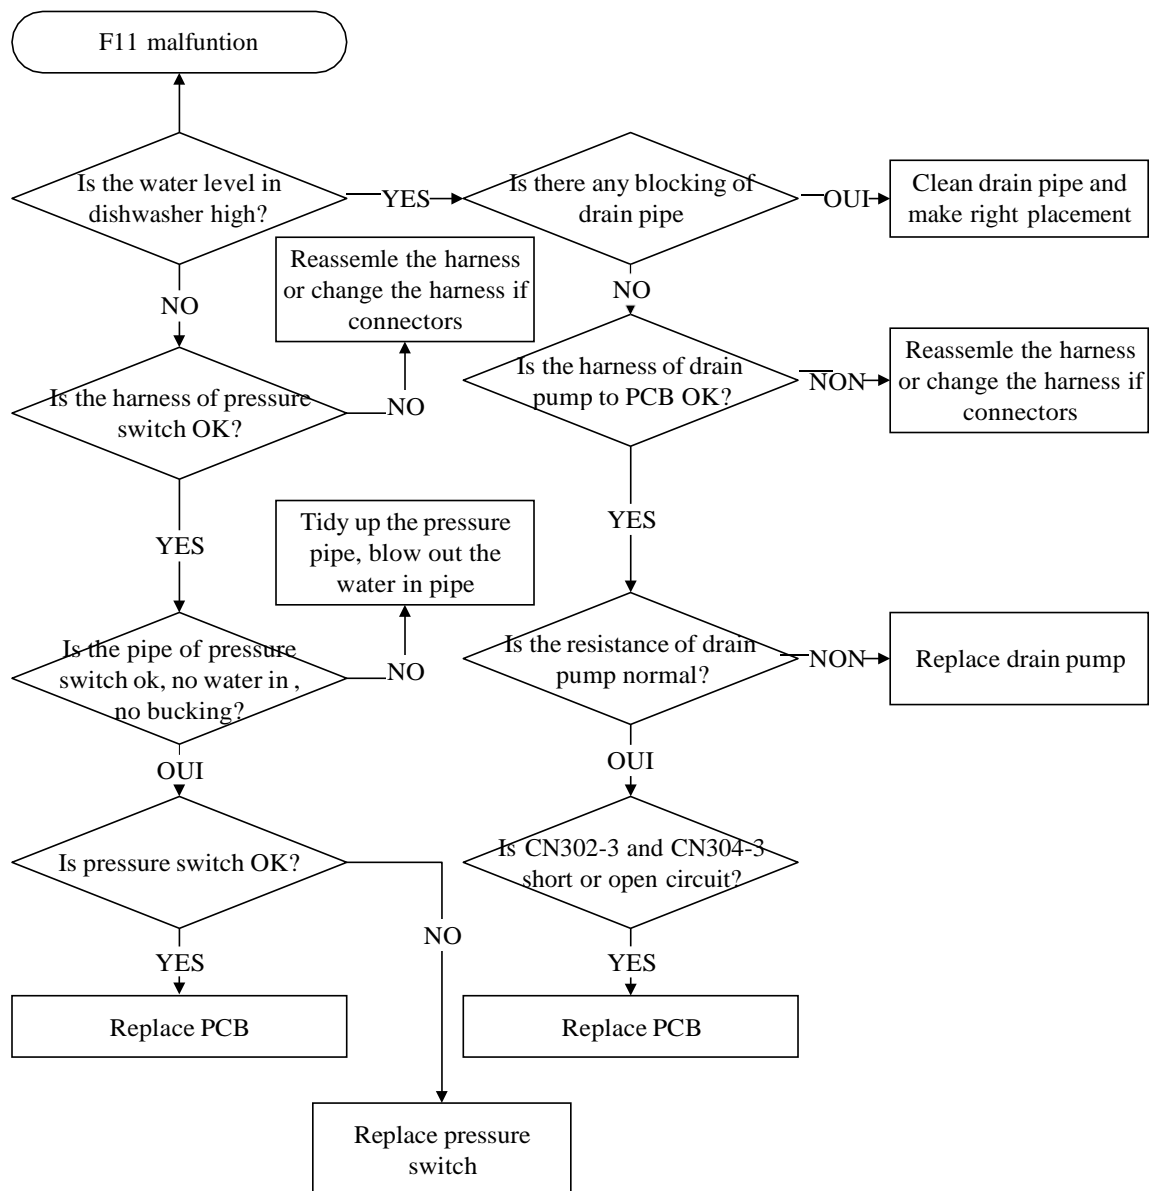 F11 malfuntion
Is the water level in
dishwasher high?
YES
Is there any blocking of
drain pipe
OUI
Clean drain pipe and
make right placement
NO
Reassemle the harness
or change the harness if
connectors
NO
Is the harness of pressure
switch OK?
NO
Is the harness of drain
pump to PCB OK?
NON
Reassemle the harness
or change the harness if
connectors
YES
Tidy up the pressure
pipe, blow out the
water in pipe
YES
Is the pipe of pressure
switch ok, no water in ,
no bucking?
NO
Is the resistance of drain
pump normal?
NON
Replace drain pump
OUI
OUI
Is pressure switch OK?
Is CN302-3 and CN304-3
short or open circuit?
NO
YES
YES
Replace PCB
Replace PCB
Replace pressure
switch